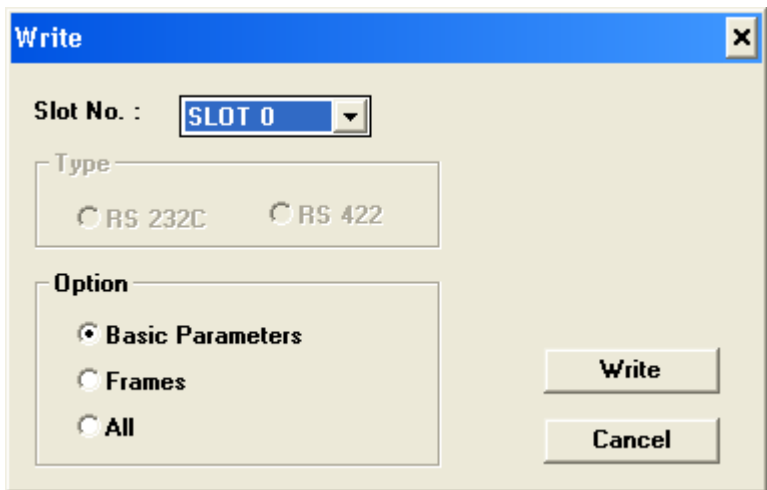 Write
Slot No. : SLOT 0
Type
RS 232C RS 422
Option
Basic Parameters
Frames
All
Write
Cancel